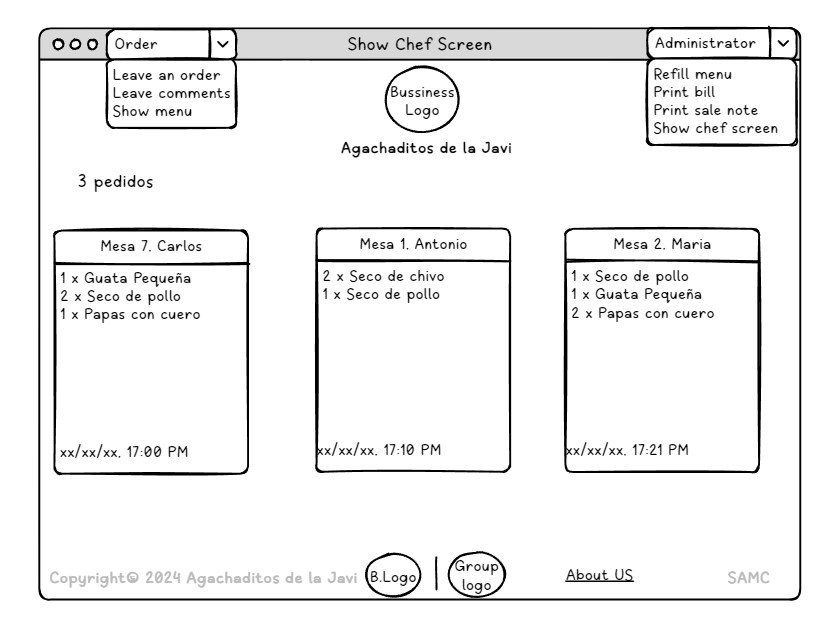 Order
Show Chef Screen
Administrator
Leave an order
Leave comments
Show menu
Refill menu
Print bill
Print sale note
Show chef screen
Bussiness
Logo
Agachaditos de la Javi
3 pedidos
Mesa 7, Carlos
1 x Guata Pequeña
2 x Seco de pollo
1 x Papas con cuero
xx/xx/xx, 17:00 PM
Mesa 1, Antonio
2 x Seco de chivo
1 x Seco de pollo
xx/xx/xx, 17:10 PM
Mesa 2, Maria
1 x Seco de pollo
1 x Guata Pequeña
2 x Papas con cuero
xx/xx/xx, 17:21 PM
Copyright© 2024 Agachaditos de la Javi
B.Logo
Group
logo
About US
SAMC